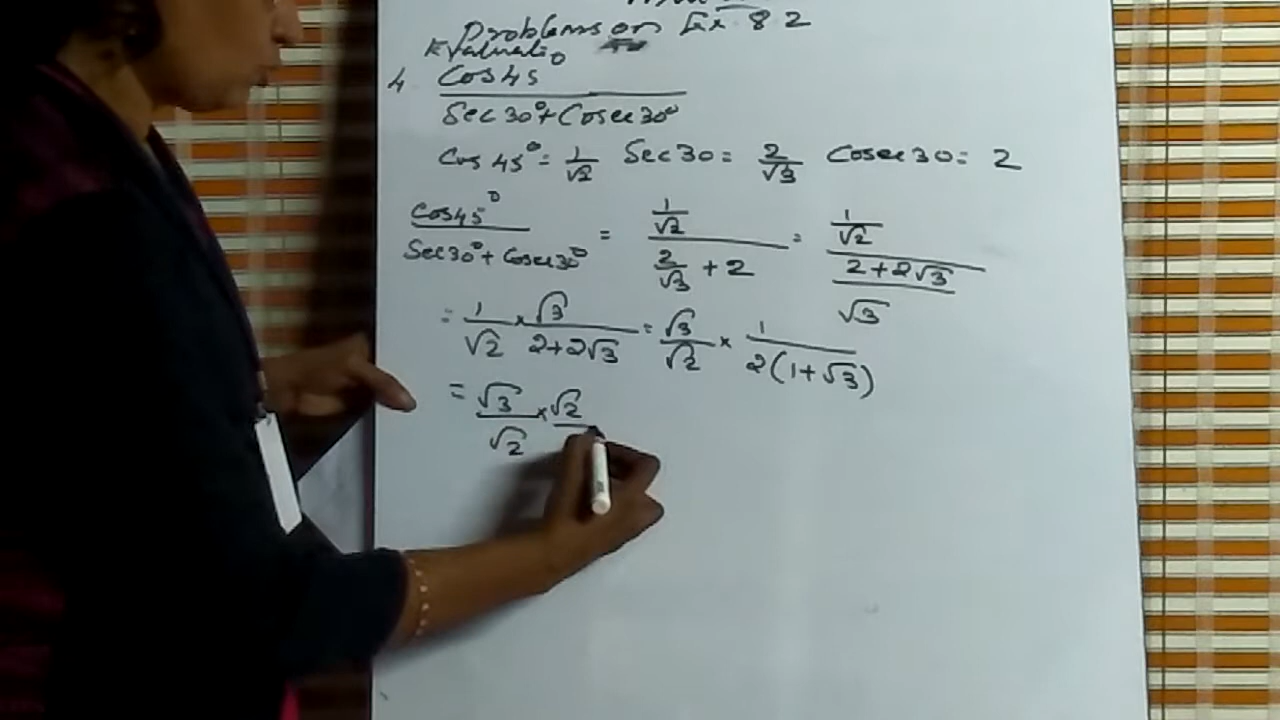 Problems on Ex 8 2
Evaluatio
4 Cos 45 / Sec 30° + Cosec 30°
Cos 45° = 1/√2 Sec 30 = 2/√3 Cosec 30 = 2
Cos 45° / Sec 30° + Cosec 30° = 1/√2 / 2/√3 + 2 = 1/√2 / 2 + 2√3 / √3
= 1/√2 × √3 / 2+2√3 = √3/√2 × 1 / 2(1+√3)
= √3/√2 × √2